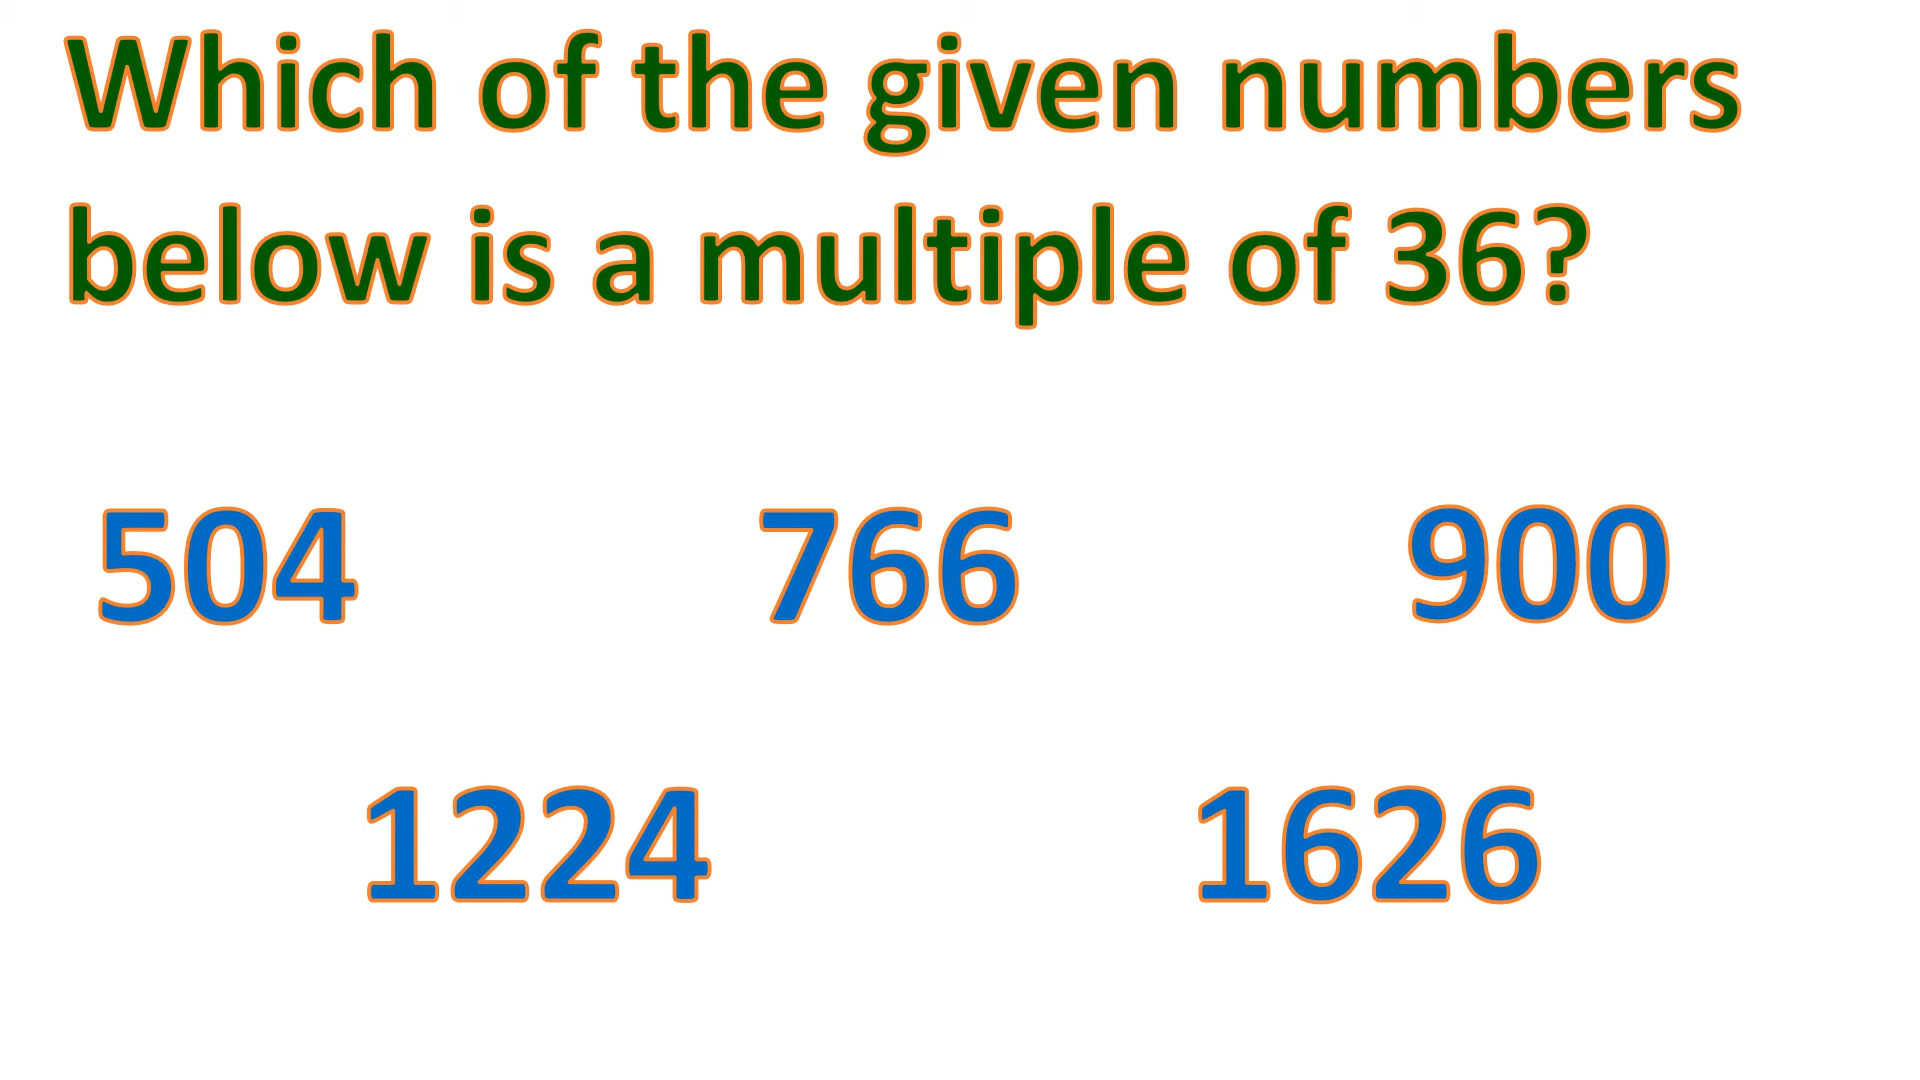 Which of the given numbers
below is a multiple of 36?
504 766 900
1224 1626